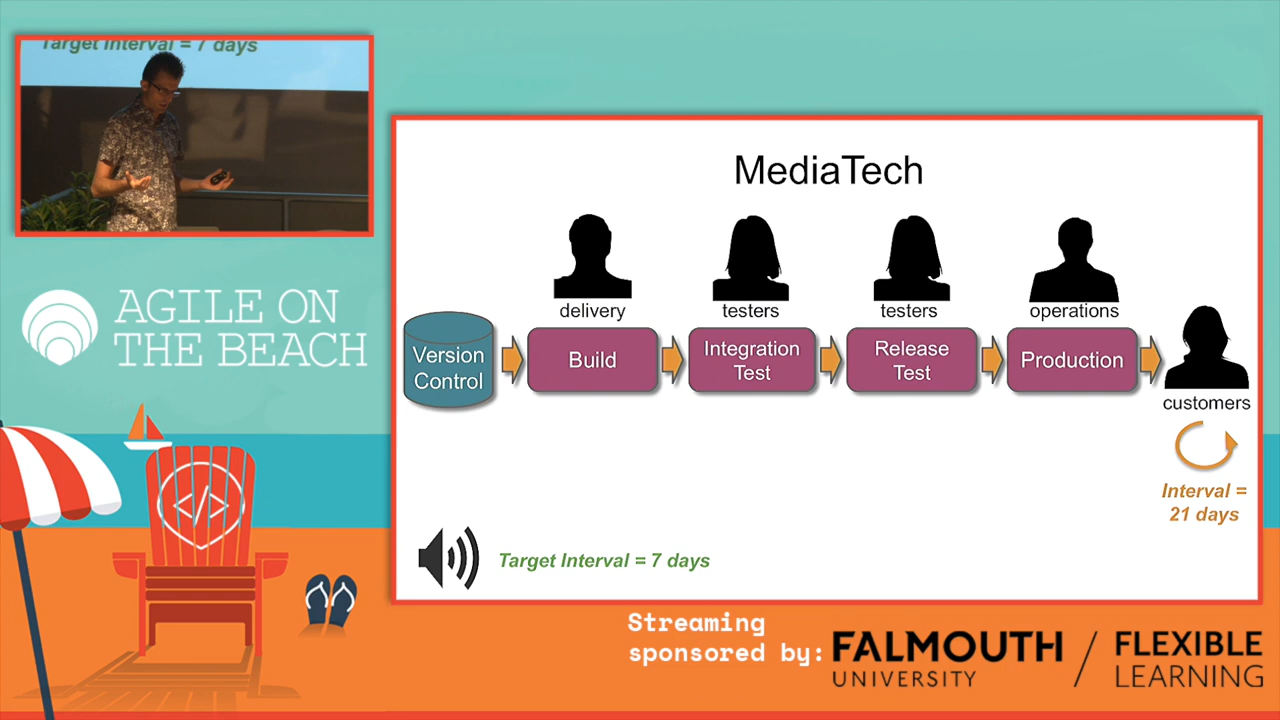 Target Interval = 7 days
AGILE ON
THE BEACH
</>
MediaTech
delivery
testers
testers
operations
Version
Control
Build
Integration
Test
Release
Test
Production
customers
Interval =
21 days
Target Interval = 7 days
Streaming
sponsored by:
FALMOUTH
UNIVERSITY
/
FLEXIBLE
LEARNING